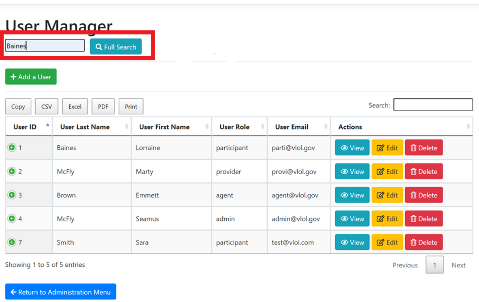 User Manager
Baines Full Search
+ Add a User
Copy CSV Excel PDF Print Search:
User ID User Last Name User First Name User Role User Email Actions
1 Baines Lorraine participant parti@vlol.gov View Edit Delete
2 McFly Marty provider provi@vlol.gov View Edit Delete
3 Brown Emmett agent agent@vlol.gov View Edit Delete
4 McFly Seamus admin admin@vlol.gov View Edit Delete
7 Smith Sara participant test@vlol.com View Edit Delete
Showing 1 to 5 of 5 entries Previous 1 Next
← Return to Administration Menu